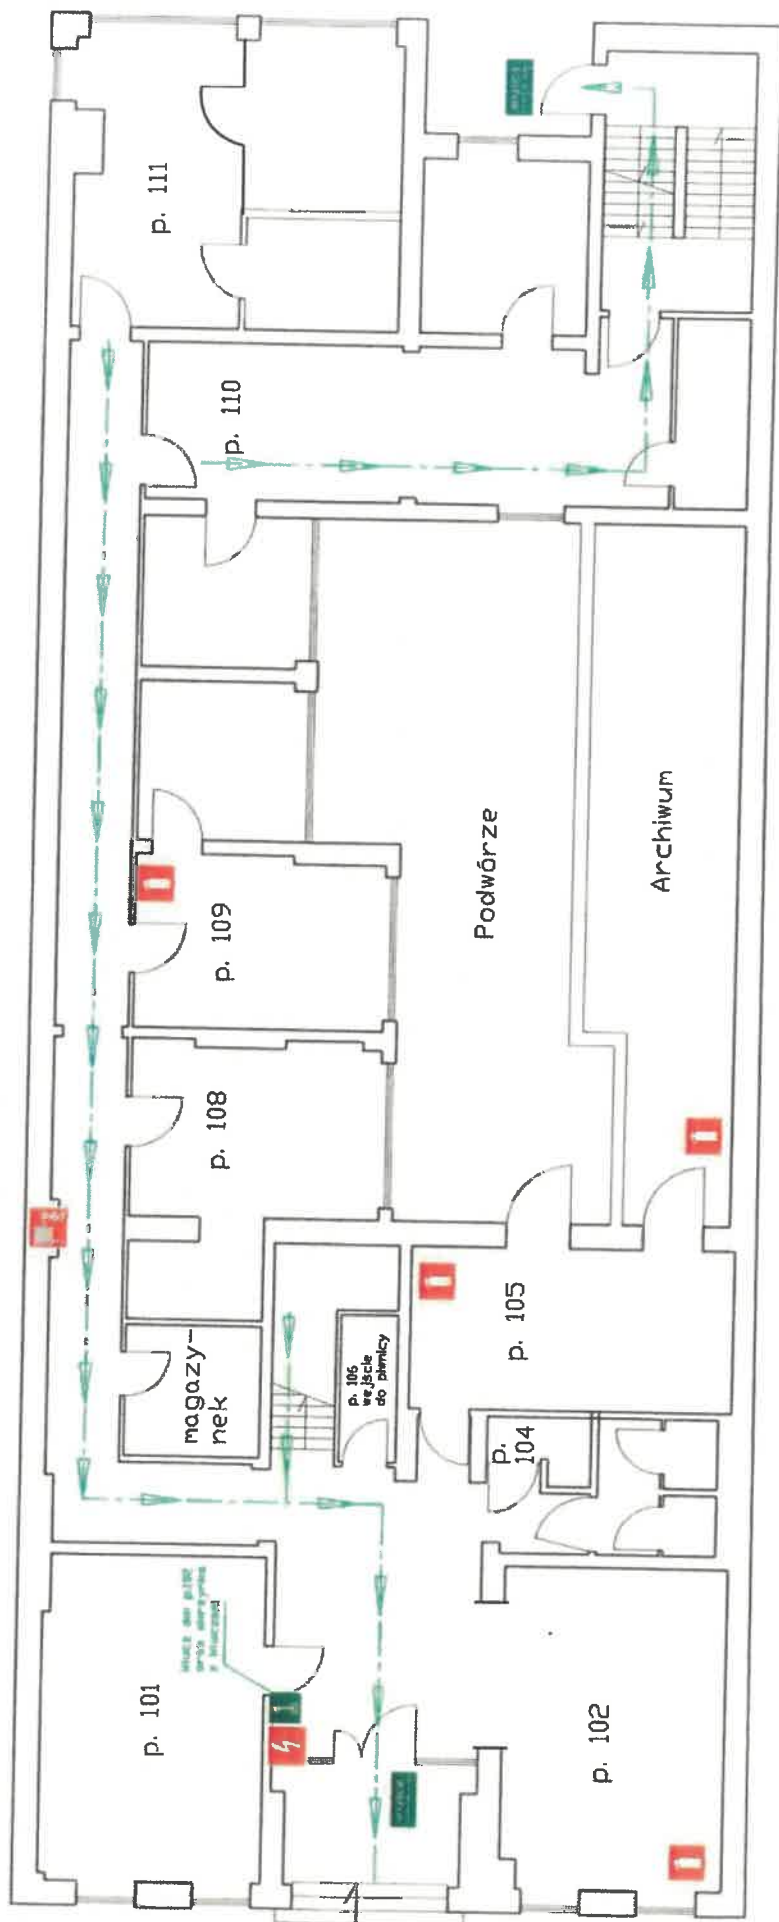 p. 111
p. 110
p. 109
p. 108
Podwórze
Archiwum
magazy-
nek
p. 106
wejście
do piwnicy
p. 105
p.
104
p. 101
p. 102